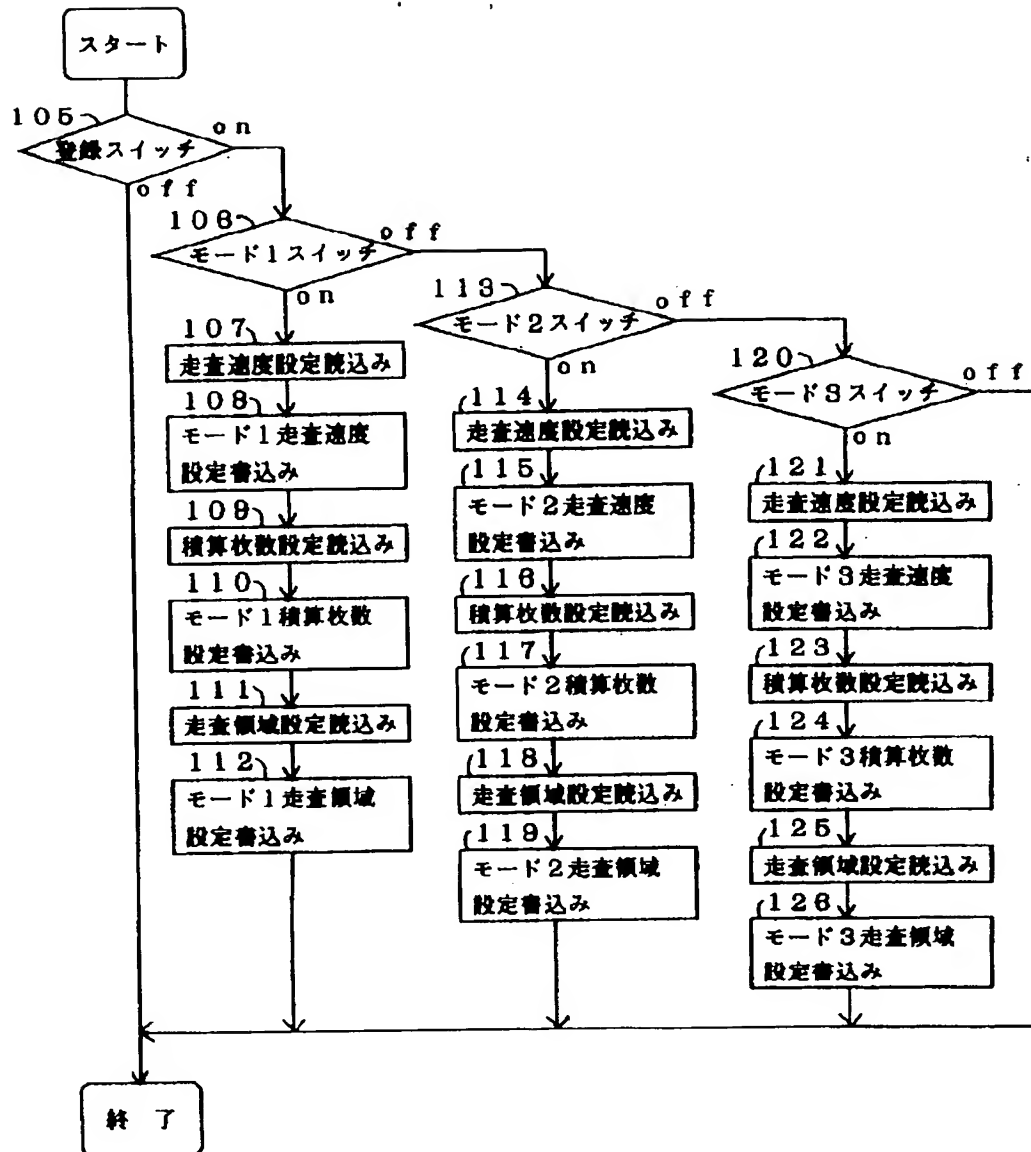 スタート
105
on
登録スイッチ
off
106
off
モード1スイッチ
on
113
off
モード2スイッチ
on
120
off
モード3スイッチ
on
107
走査速度設定読込み
108
モード1走査速度
設定書込み
109
積算枚数設定読込み
110
モード1積算枚数
設定書込み
111
走査領域設定読込み
112
モード1走査領域
設定書込み
114
走査速度設定読込み
115
モード2走査速度
設定書込み
116
積算枚数設定読込み
117
モード2積算枚数
設定書込み
118
走査領域設定読込み
119
モード2走査領域
設定書込み
121
走査速度設定読込み
122
モード3走査速度
設定書込み
123
積算枚数設定読込み
124
モード3積算枚数
設定書込み
125
走査領域設定読込み
126
モード3走査領域
設定書込み
終 了